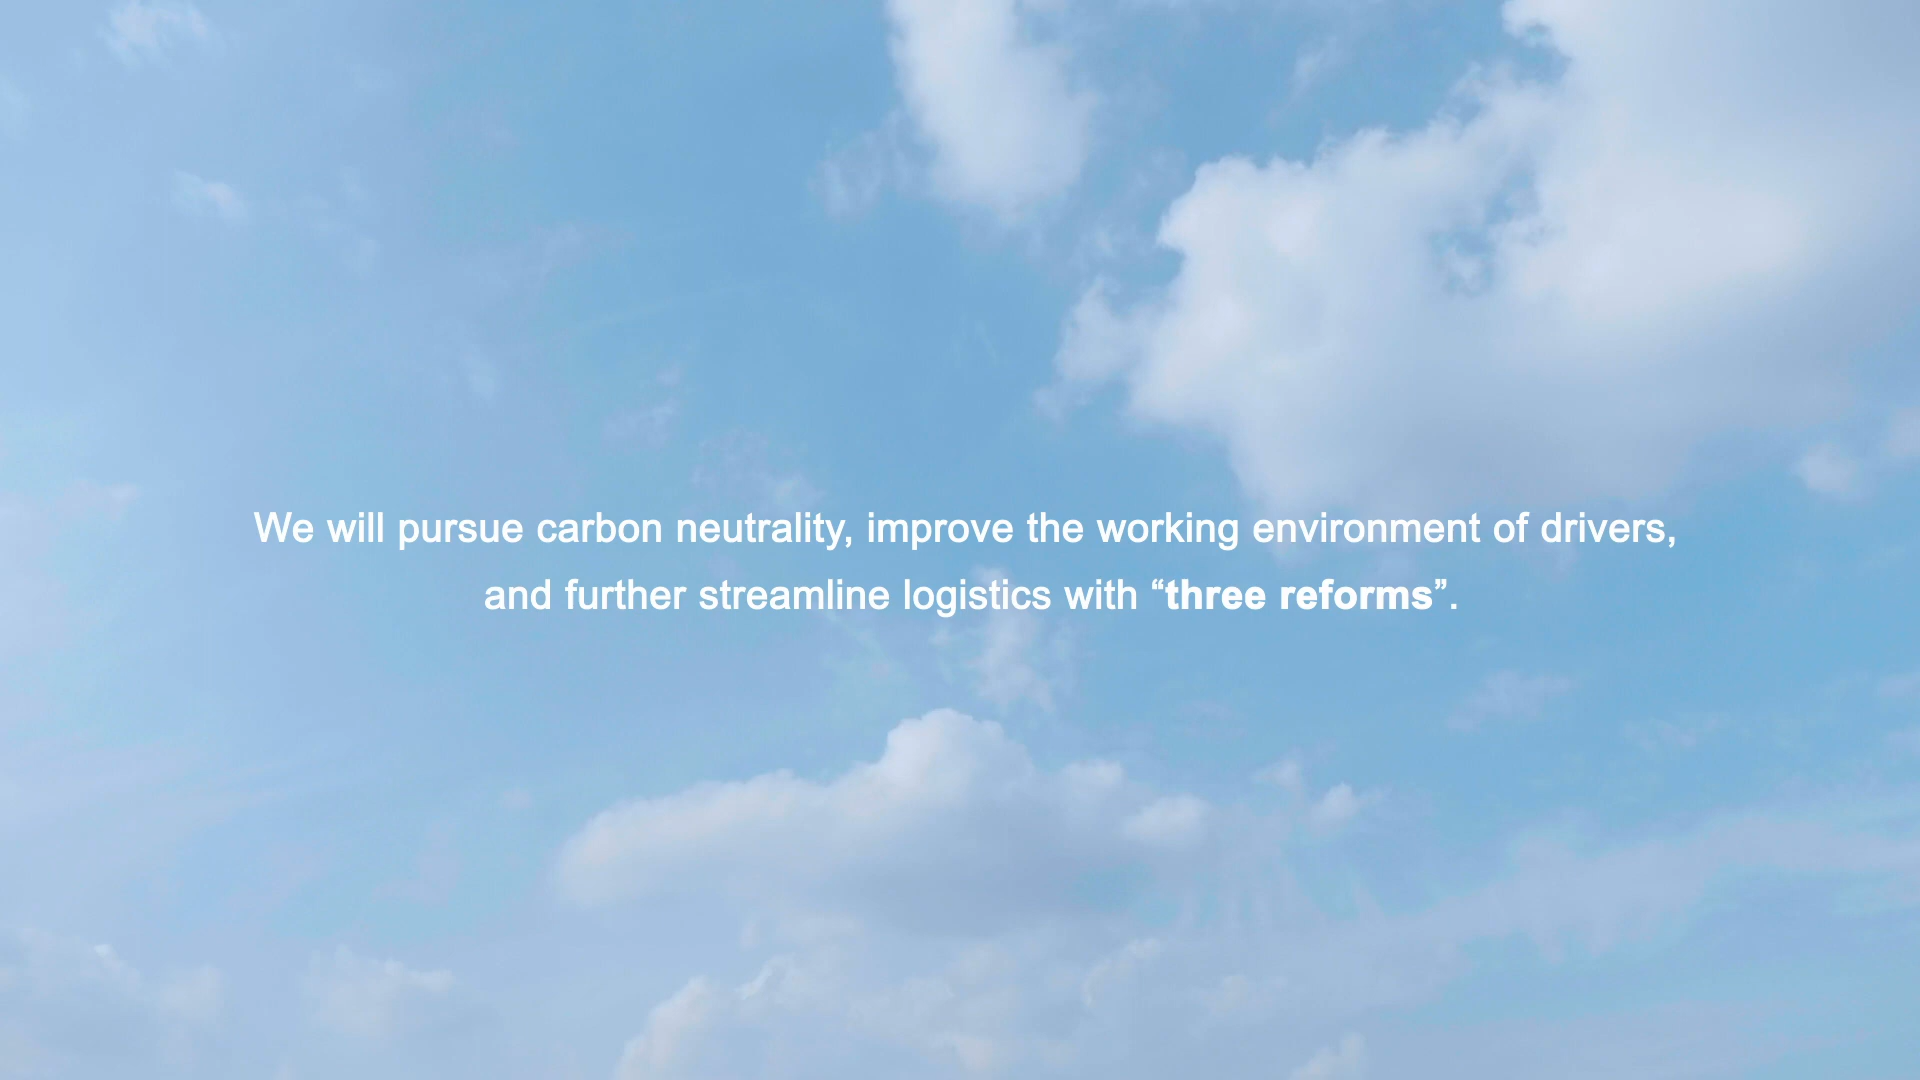 We will pursue carbon neutrality, improve the working environment of drivers,
and further streamline logistics with “three reforms”.